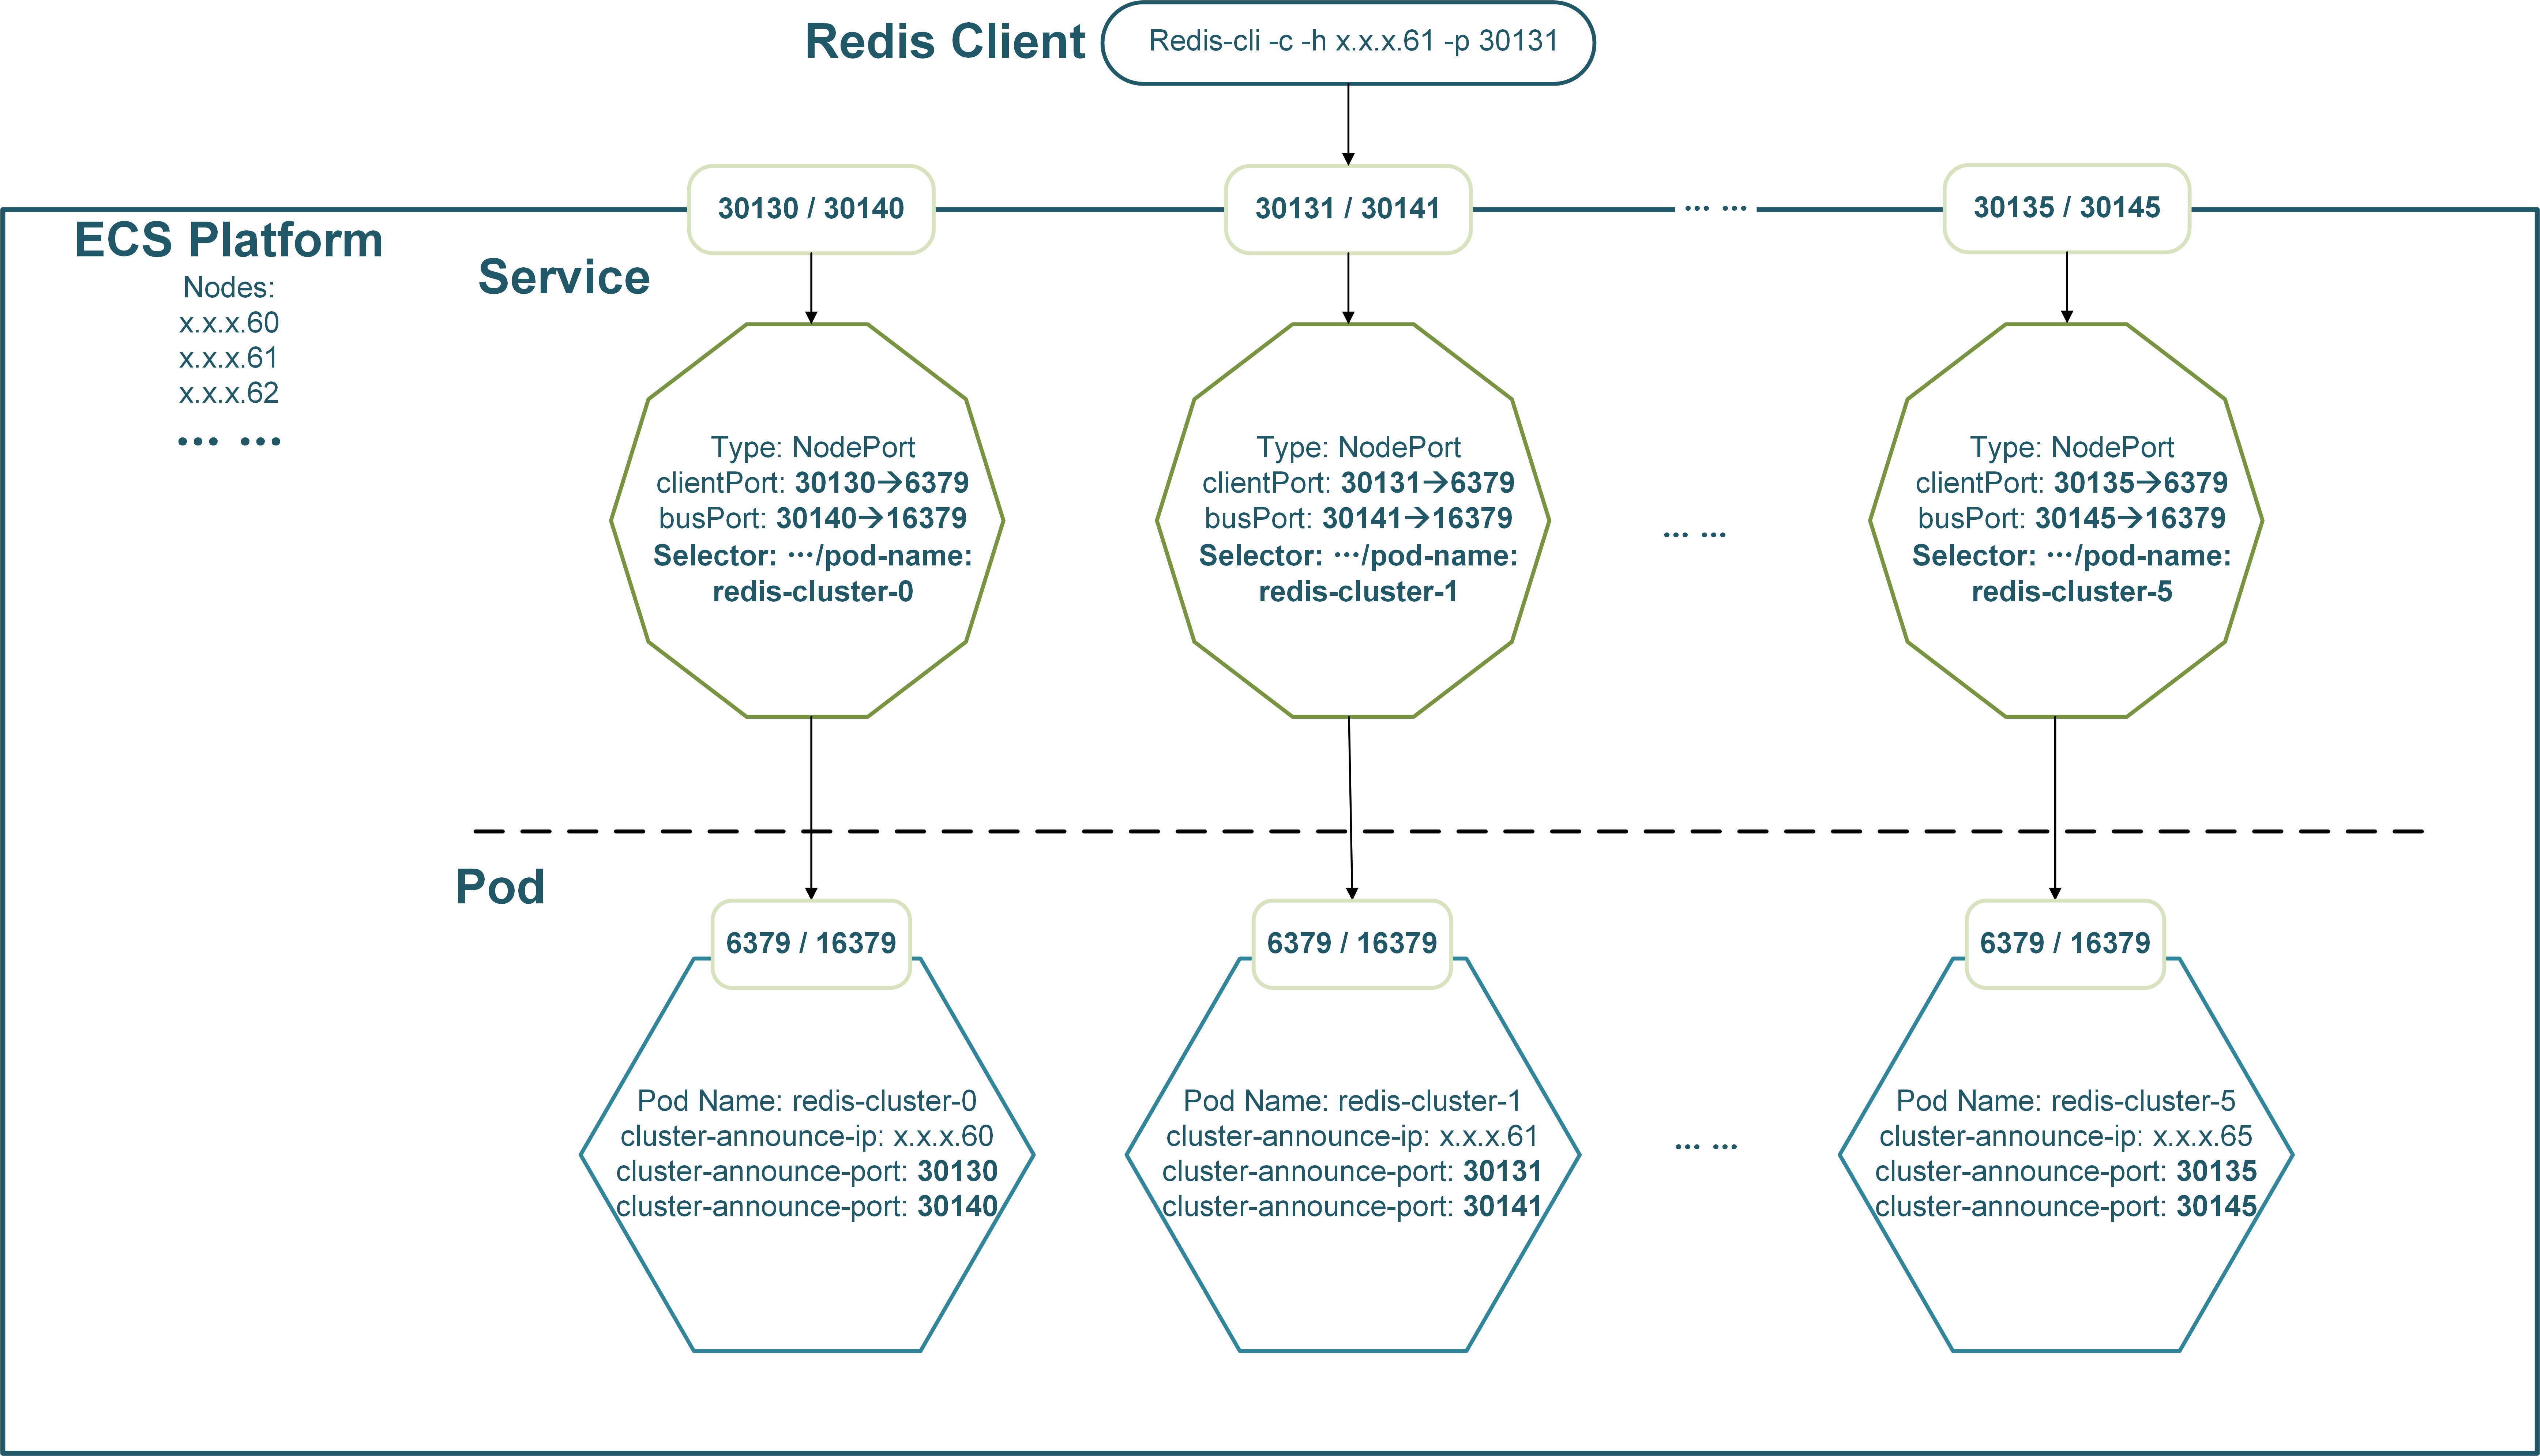 Redis Client
Redis-cli -c -h x.x.x.61 -p 30131
30130 / 30140
30131 / 30141
··· ···
30135 / 30145
ECS Platform
Nodes:
x.x.x.60
x.x.x.61
x.x.x.62
··· ···
Service
Type: NodePort
clientPort: 30130→6379
busPort: 30140→16379
Selector: ···/pod-name:
redis-cluster-0
Type: NodePort
clientPort: 30131→6379
busPort: 30141→16379
Selector: ···/pod-name:
redis-cluster-1
··· ···
Type: NodePort
clientPort: 30135→6379
busPort: 30145→16379
Selector: ···/pod-name:
redis-cluster-5
Pod
6379 / 16379
6379 / 16379
6379 / 16379
Pod Name: redis-cluster-0
cluster-announce-ip: x.x.x.60
cluster-announce-port: 30130
cluster-announce-port: 30140
Pod Name: redis-cluster-1
cluster-announce-ip: x.x.x.61
cluster-announce-port: 30131
cluster-announce-port: 30141
··· ···
Pod Name: redis-cluster-5
cluster-announce-ip: x.x.x.65
cluster-announce-port: 30135
cluster-announce-port: 30145